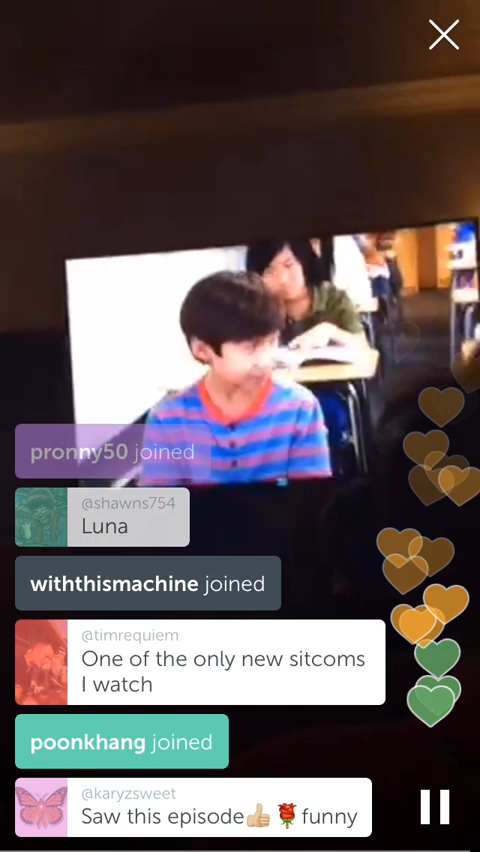 pronny50 joined
@shawns754
Luna
withthismachine joined
@timrequiem
One of the only new sitcoms
I watch
poonkhang joined
@karyzsweet
Saw this episode👍🏼🌹funny